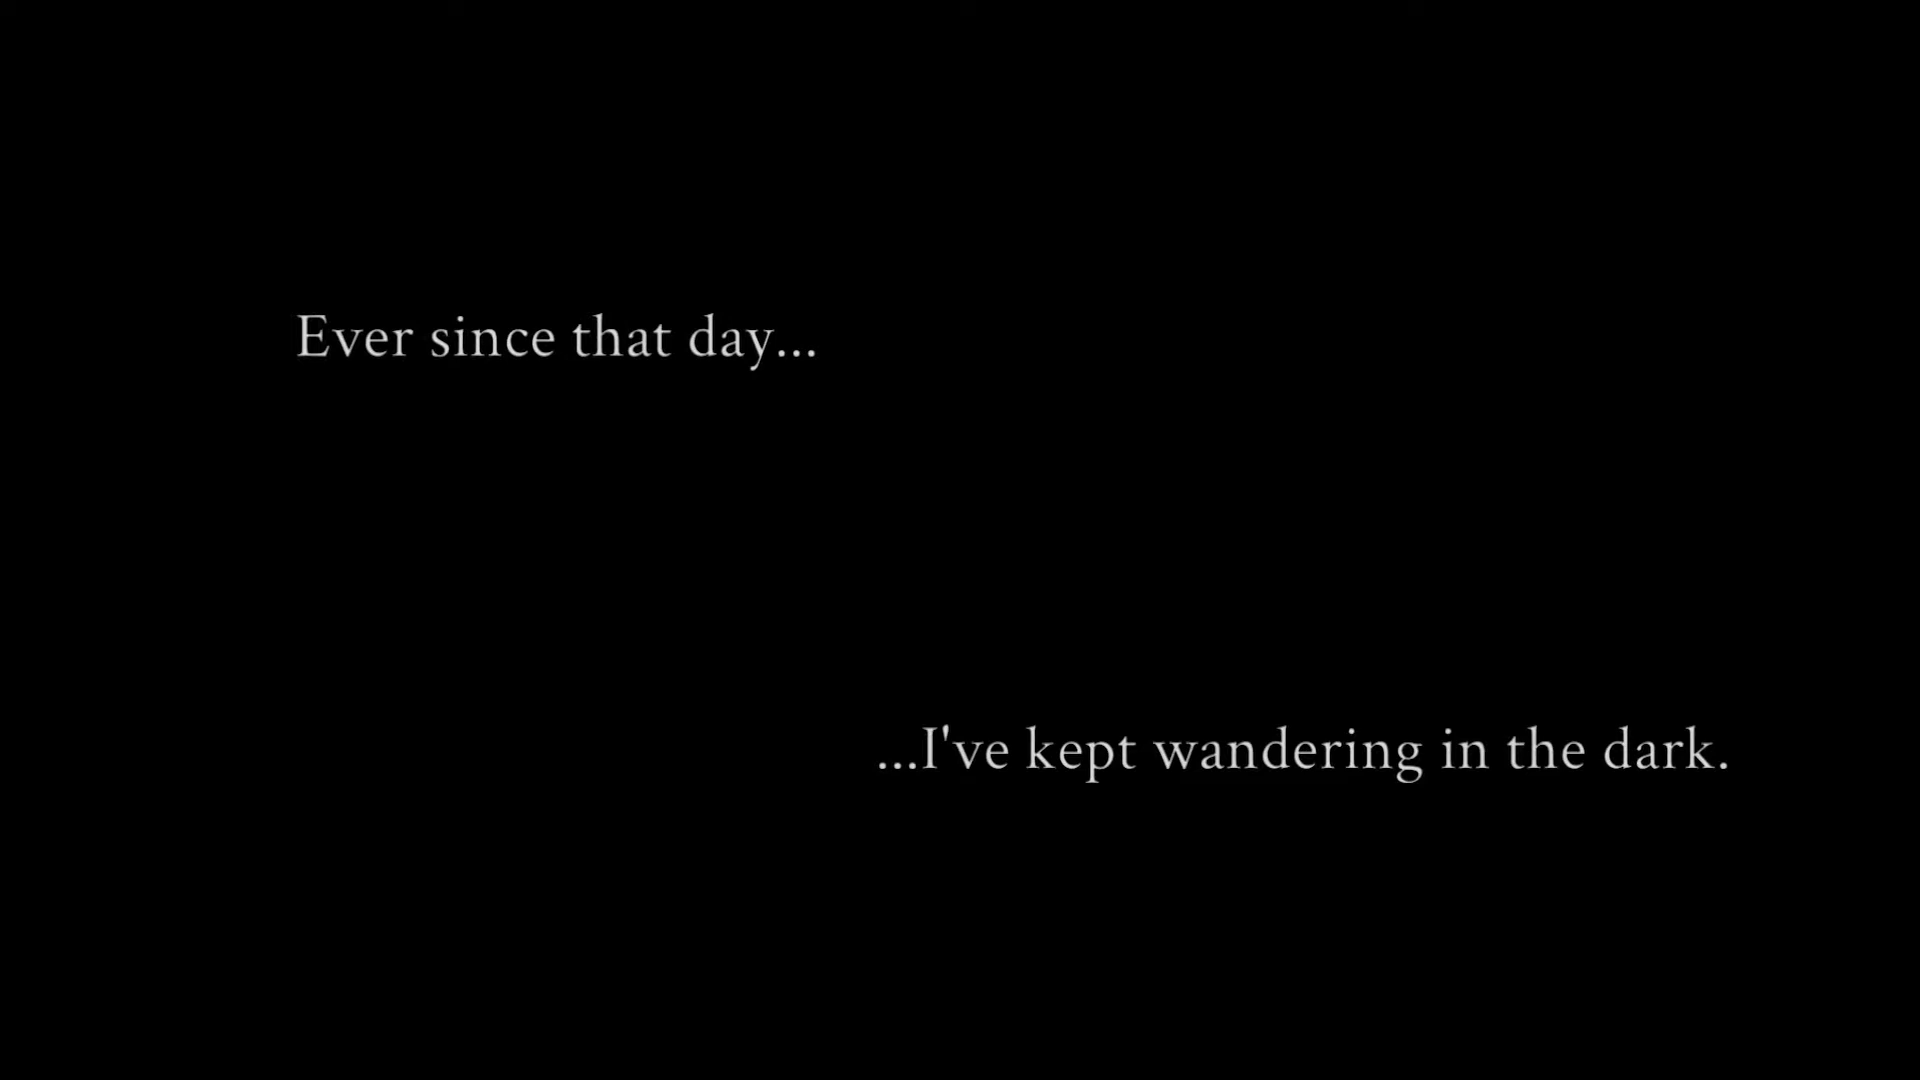 Ever since that day...
...I've kept wandering in the dark.